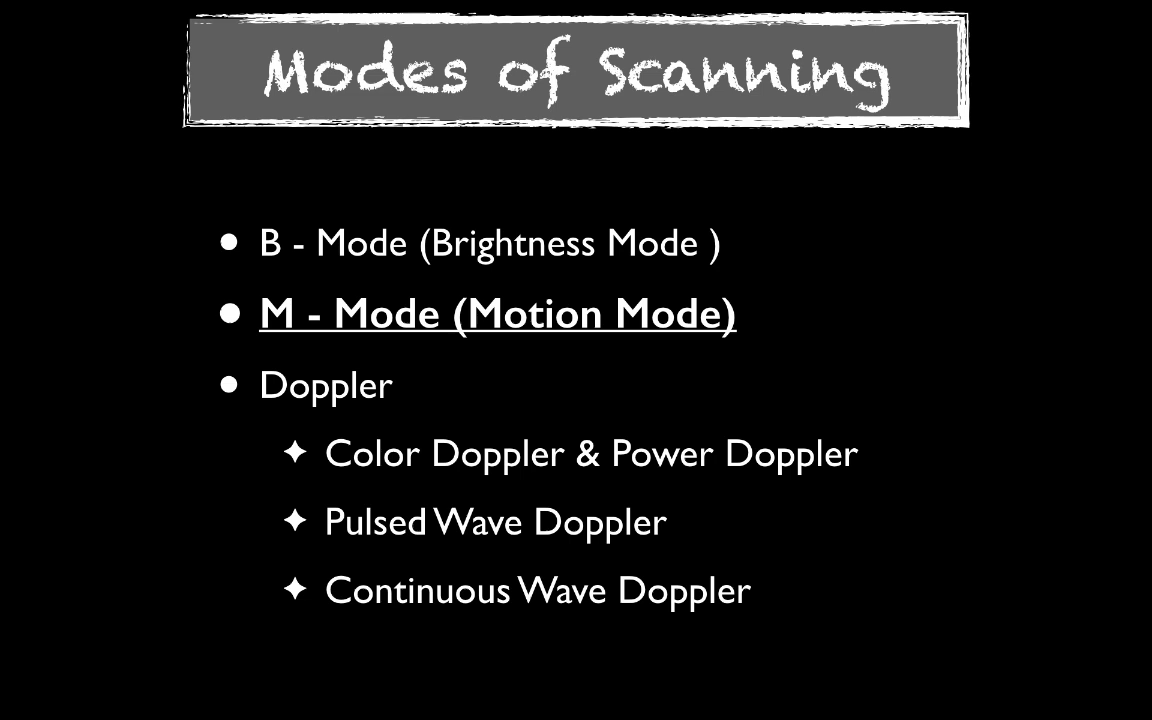 Modes of Scanning
• B - Mode (Brightness Mode )
• M - Mode (Motion Mode)
• Doppler
✦ Color Doppler & Power Doppler
✦ Pulsed Wave Doppler
✦ Continuous Wave Doppler